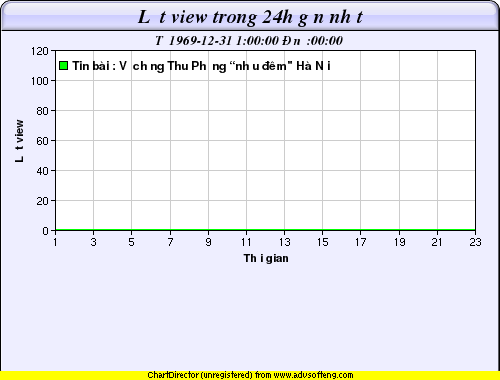 L t view trong 24h g n nh t
T 1969-12-31 1:00:00 Đ n :00:00
Tin bài : V ch ng Thu Ph ng “nh u đêm" Hà N i
L t view
120
100
80
60
40
20
0
1 3 5 7 9 11 13 15 17 19 21 23
Th i gian
ChartDirector (unregistered) from www.advsofteng.com